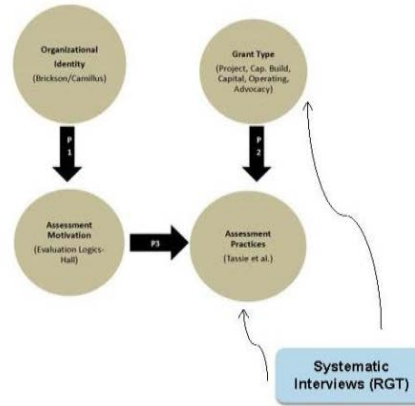 Organizational
Identity
(Brickson/Cansillus)
Grant Type
(Project, Cap. Build,
Capital, Operating,
Advocacy)
P
1
P
2
Assessment
Motivation
(Evaluation Logics-
Hall)
P3
Assessment
Practices
(Tassie et al.)
Systematic
Interviews (RGT)